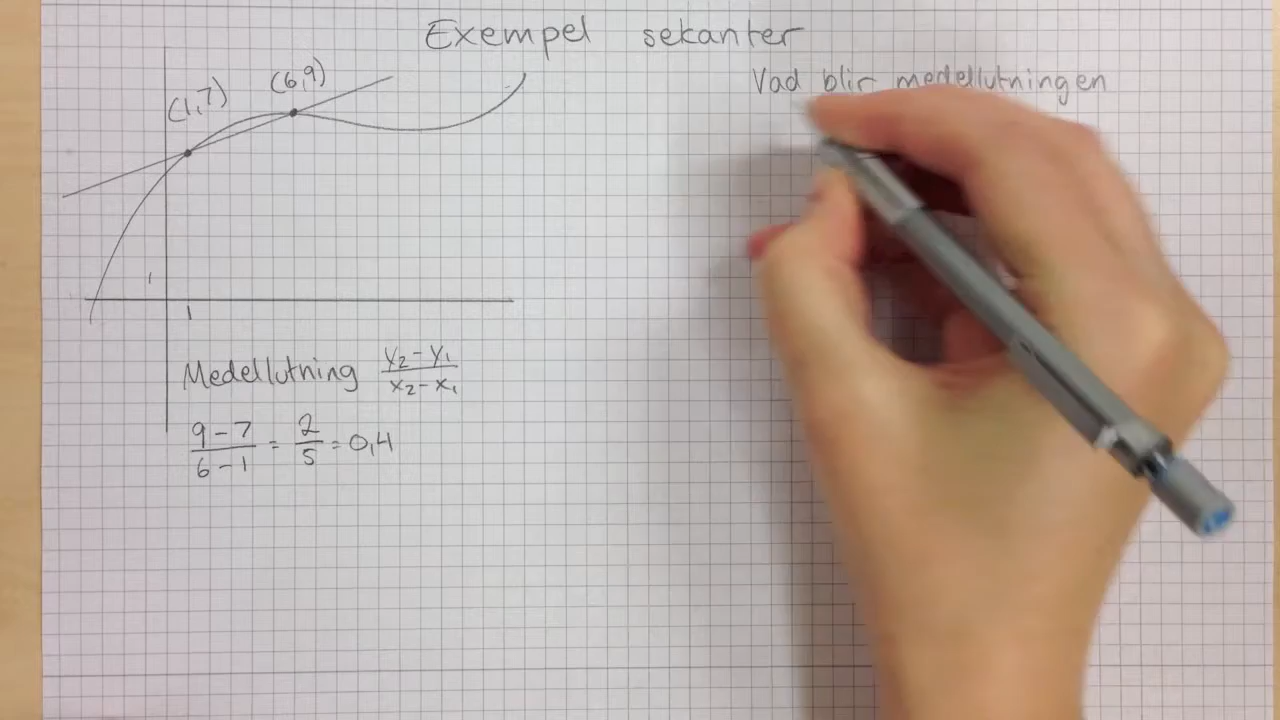 Exempel sekanter
Vad blir medellutningen
(1,7)
(6,9)
1
1
Medellutning y₂-y₁/x₂-x₁
9-7/6-1 = 2/5 = 0,4